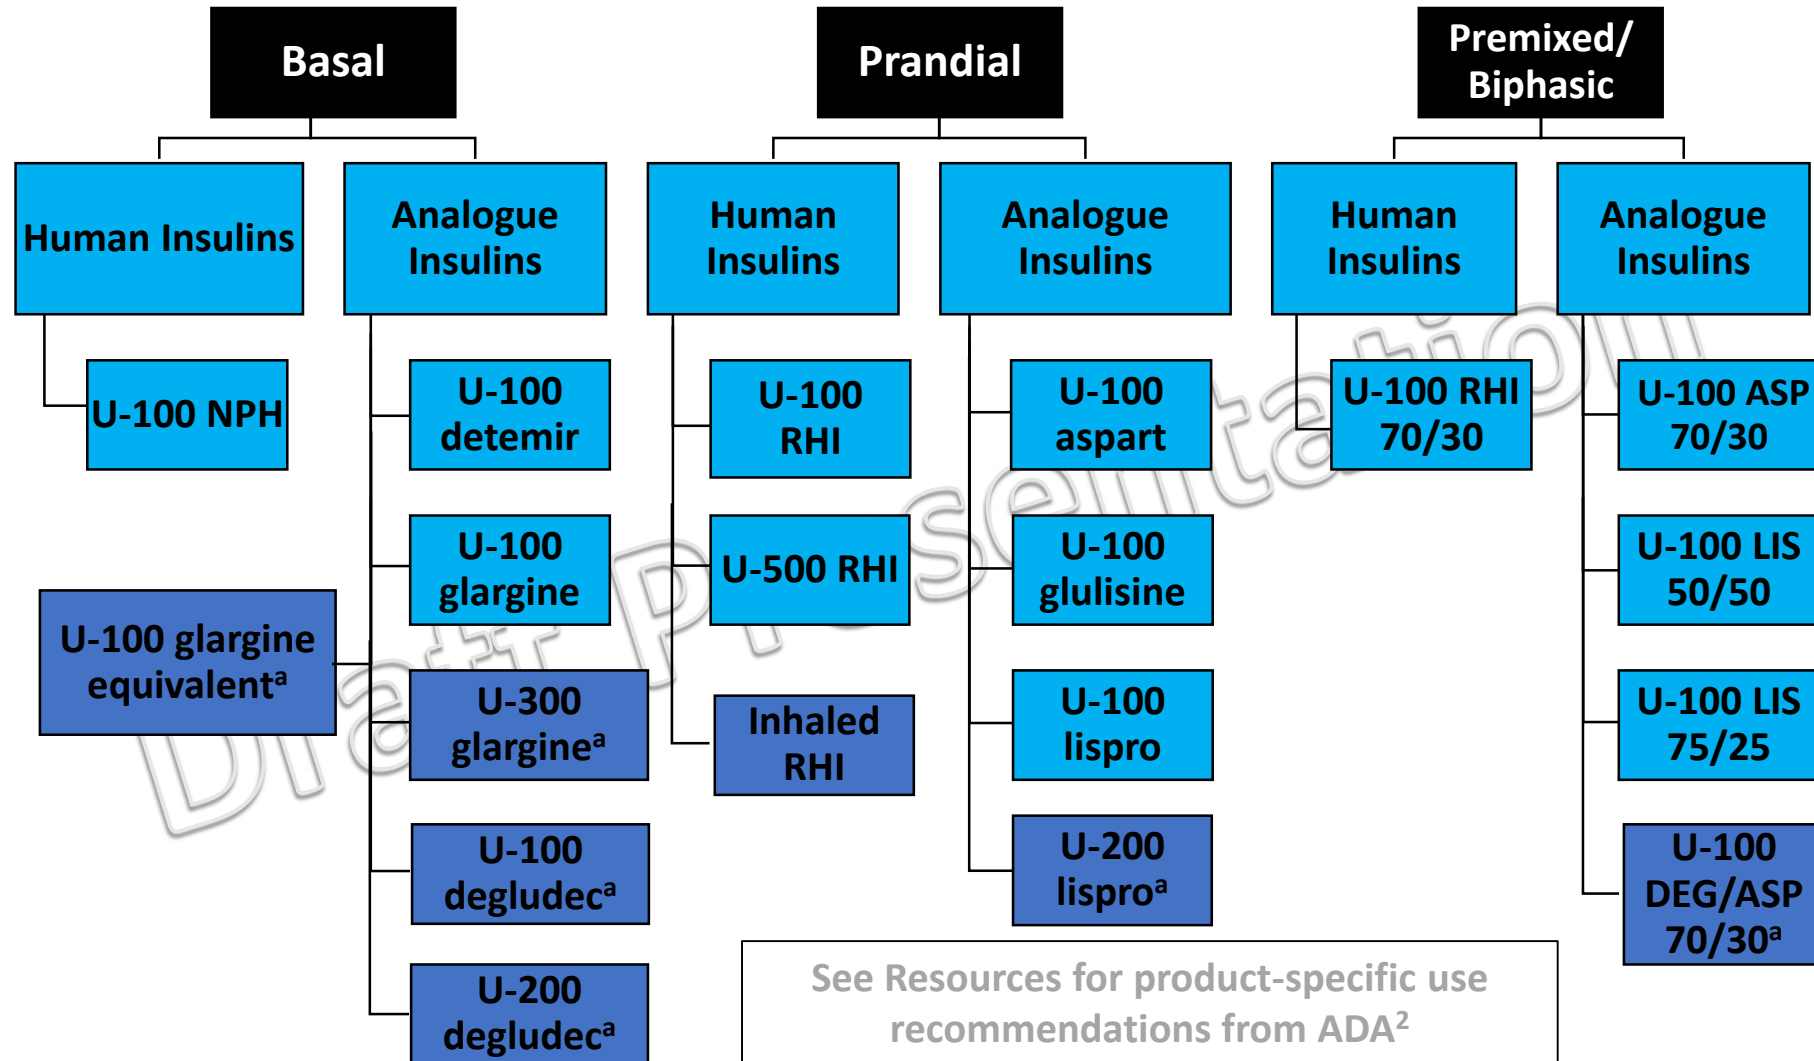 Basal
Prandial
Premixed/
Biphasic
Human Insulins
Analogue
Insulins
Human
Insulins
Analogue
Insulins
Human
Insulins
Analogue
Insulins
U-100 NPH
U-100
detemir
U-100
glargine
U-100 glargine
equivalentᵃ
U-300
glargineᵃ
U-100
degludecᵃ
U-200
degludecᵃ
U-100
RHI
U-500 RHI
Inhaled
RHI
U-100
aspart
U-100
glulisine
U-100
lispro
U-200
lisproᵃ
U-100 RHI
70/30
U-100 ASP
70/30
U-100 LIS
50/50
U-100 LIS
75/25
U-100
DEG/ASP
70/30ᵃ
See Resources for product-specific use
recommendations from ADA²
Draft Presentation